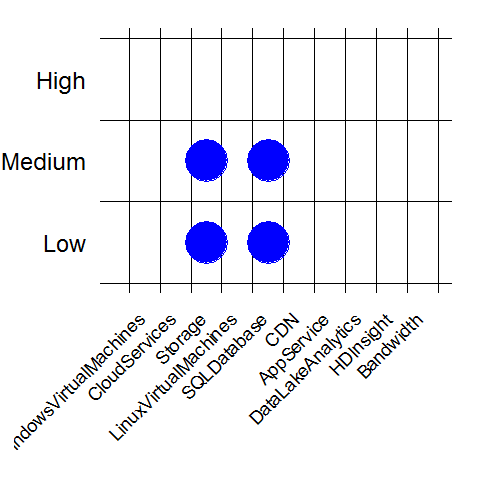 High
Medium
Low
ndowsVirtualMachines
CloudServices
Storage
LinuxVirtualMachines
SQLDatabase
CDN
AppService
DataLakeAnalytics
HDInsight
Bandwidth